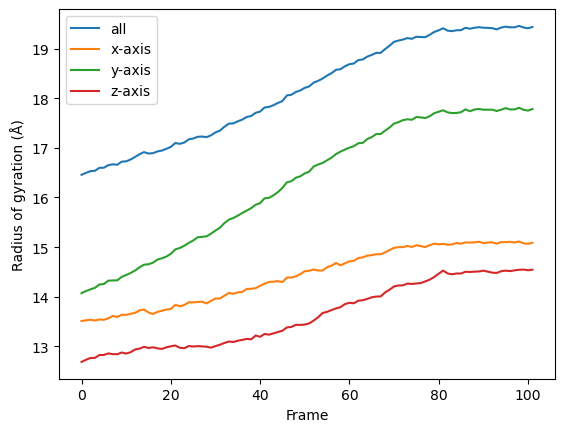 all
x-axis
y-axis
z-axis
Radius of gyration (Å)
19
18
17
16
15
14
13
0 20 40 60 80 100
Frame